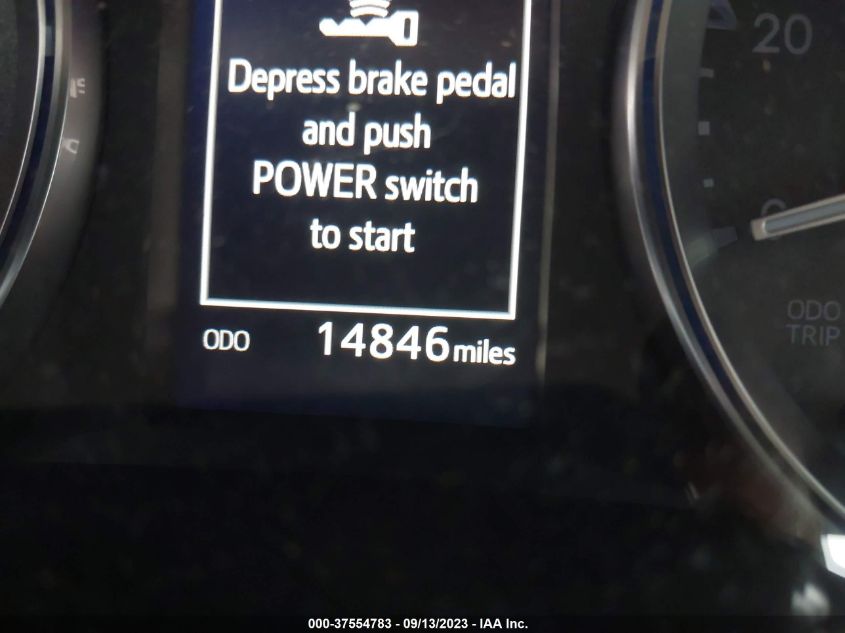 20
Depress brake pedal
and push
POWER switch
to start
ODO
TRIP
ODO 14846 miles
000-37554783 - 09/13/2023 - IAA Inc.